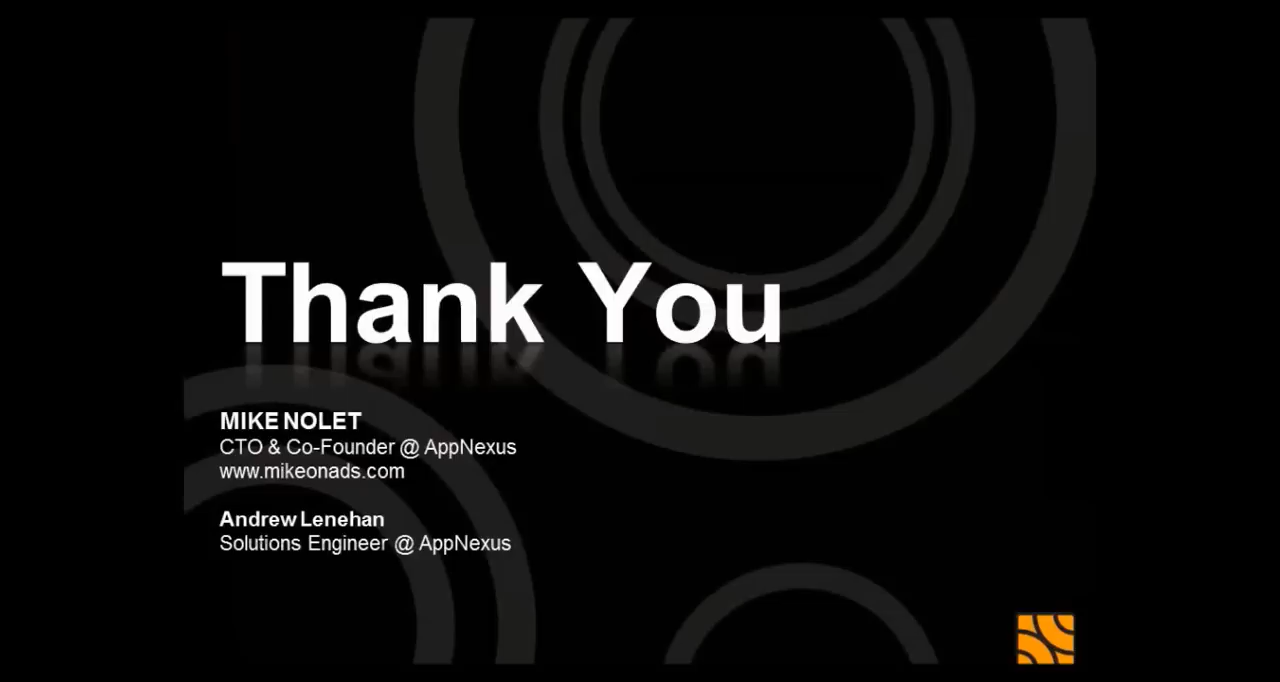 Thank You
MIKE NOLET
CTO & Co-Founder @ AppNexus
www.mikeonads.com
Andrew Lenehan
Solutions Engineer @ AppNexus